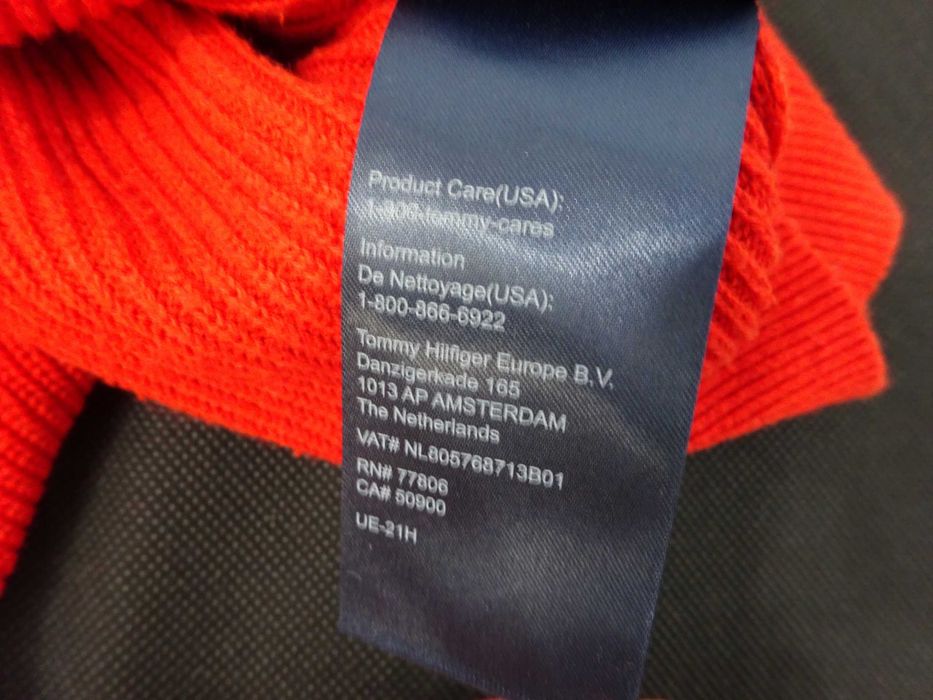 Product Care(USA):
1-800-tommy-cares
Information
De Nettoyage(USA):
1-800-866-6922
Tommy Hilfiger Europe B.V.
Danzigerkade 165
1013 AP AMSTERDAM
The Netherlands
VAT# NL805768713B01
RN# 77806
CA# 50900
UE-21H